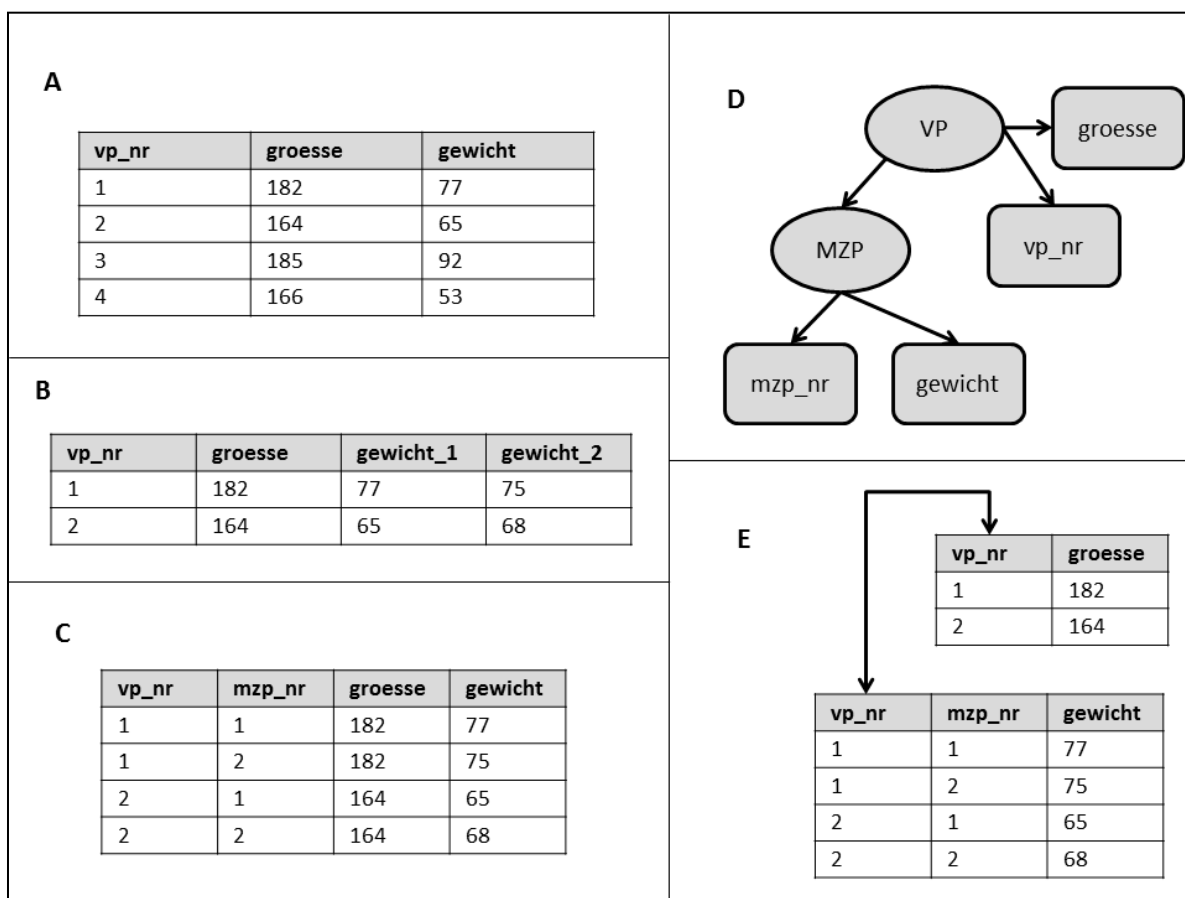 A
vp_nr groesse gewicht
1 182 77
2 164 65
3 185 92
4 166 53
B
vp_nr groesse gewicht_1 gewicht_2
1 182 77 75
2 164 65 68
C
vp_nr mzp_nr groesse gewicht
1 1 182 77
1 2 182 75
2 1 164 65
2 2 164 68
D
VP groesse
MZP vp_nr
mzp_nr gewicht
E
vp_nr groesse
1 182
2 164
vp_nr mzp_nr gewicht
1 1 77
1 2 75
2 1 65
2 2 68